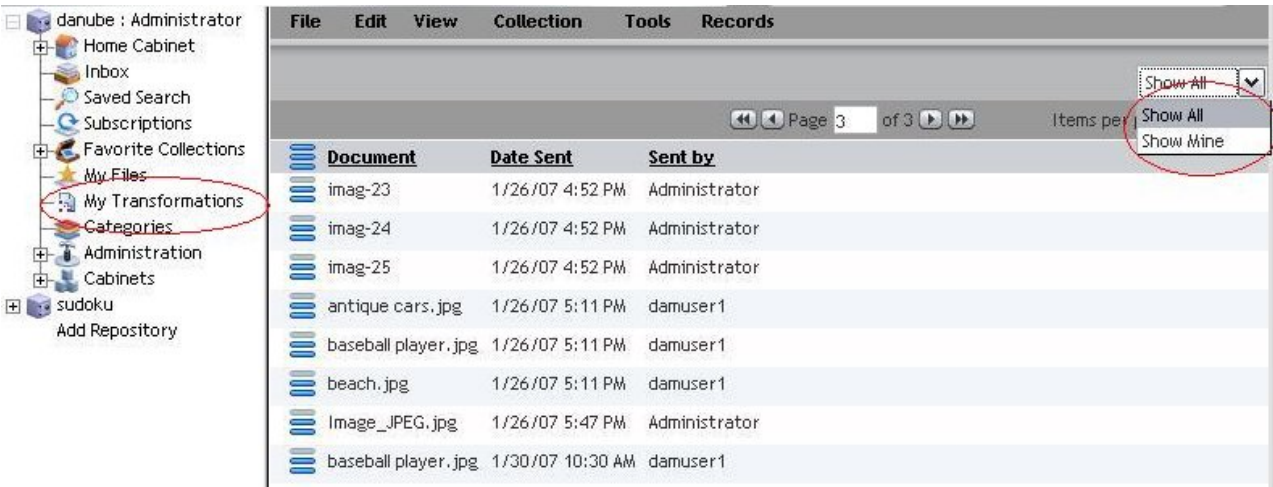 danube : Administrator
Home Cabinet
Inbox
Saved Search
Subscriptions
Favorite Collections
My Files
My Transformations
Categories
Administration
Cabinets
sudoku
Add Repository
File Edit View Collection Tools Records
Show All
Show All
Show Mine
Page 3 of 3 Items per
Document Date Sent Sent by
imag-23 1/26/07 4:52 PM Administrator
imag-24 1/26/07 4:52 PM Administrator
imag-25 1/26/07 4:52 PM Administrator
antique cars.jpg 1/26/07 5:11 PM damuser1
baseball player.jpg 1/26/07 5:11 PM damuser1
beach.jpg 1/26/07 5:11 PM damuser1
Image_JPEG.jpg 1/26/07 5:47 PM Administrator
baseball player.jpg 1/30/07 10:30 AM damuser1